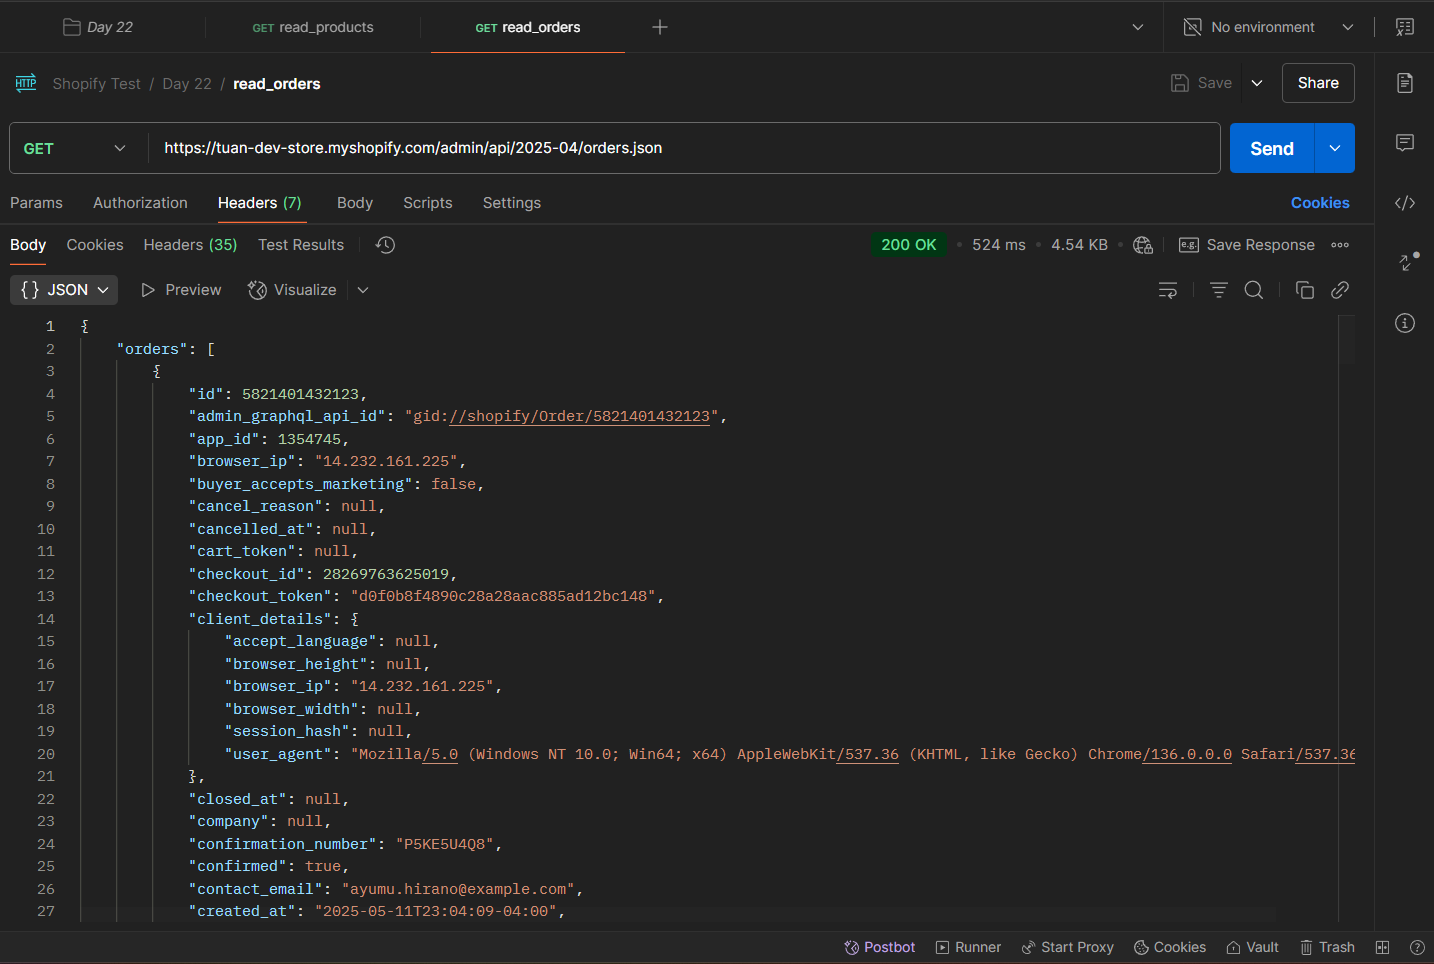 Day 22
GET read_products
GET read_orders
No environment
HTTP
Shopify Test / Day 22 / read_orders
Save
Share
GET
https://tuan-dev-store.myshopify.com/admin/api/2025-04/orders.json
Send
Params
Authorization
Headers (7)
Body
Scripts
Settings
Cookies
Body
Cookies
Headers (35)
Test Results
200 OK
524 ms
4.54 KB
e.g.
Save Response
{} JSON
Preview
Visualize
1 {
2 "orders": [
3 {
4 "id": 5821401432123,
5 "admin_graphql_api_id": "gid://shopify/Order/5821401432123",
6 "app_id": 1354745,
7 "browser_ip": "14.232.161.225",
8 "buyer_accepts_marketing": false,
9 "cancel_reason": null,
10 "cancelled_at": null,
11 "cart_token": null,
12 "checkout_id": 28269763625019,
13 "checkout_token": "d0f0b8f4890c28a28aac885ad12bc148",
14 "client_details": {
15 "accept_language": null,
16 "browser_height": null,
17 "browser_ip": "14.232.161.225",
18 "browser_width": null,
19 "session_hash": null,
20 "user_agent": "Mozilla/5.0 (Windows NT 10.0; Win64; x64) AppleWebKit/537.36 (KHTML, like Gecko) Chrome/136.0.0.0 Safari/537.36
21 },
22 "closed_at": null,
23 "company": null,
24 "confirmation_number": "P5KE5U4Q8",
25 "confirmed": true,
26 "contact_email": "ayumu.hirano@example.com",
27 "created_at": "2025-05-11T23:04:09-04:00",
Postbot
Runner
Start Proxy
Cookies
Vault
Trash